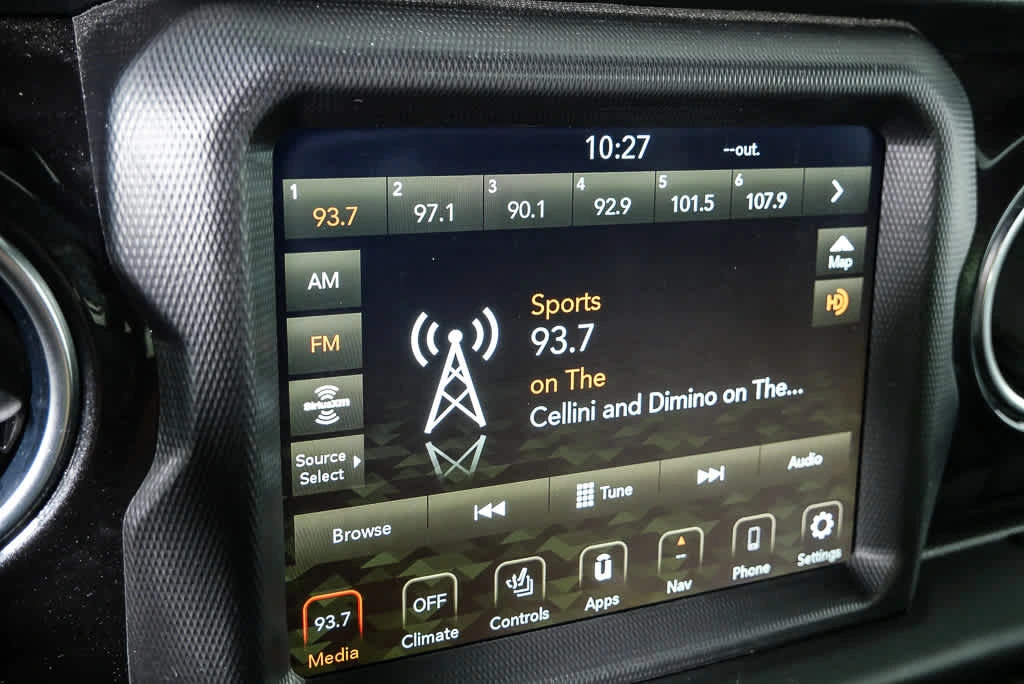 10:27 --out.
1 93.7
2 97.1
3 90.1
4 92.9
5 101.5
6 107.9
AM
FM
SiriusXM
Source
Select
Sports
93.7
on The
Cellini and Dimino on The...
Map
HD
Browse
Tune
Audio
93.7
Media
OFF
Climate
Controls
Apps
Nav
Phone
Settings